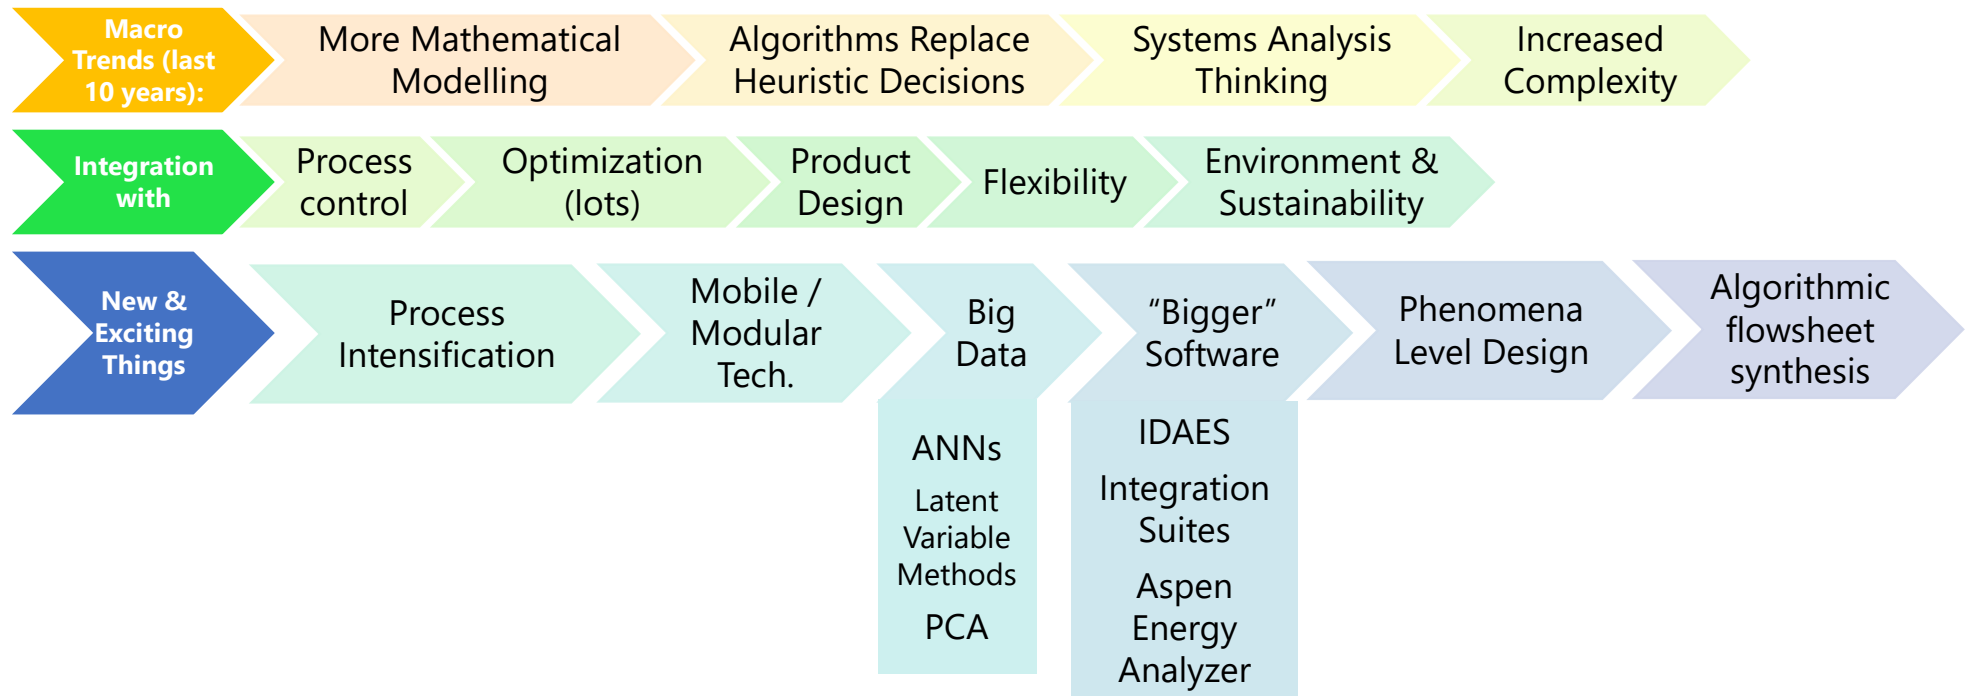 Macro
Trends (last
10 years):
More Mathematical
Modelling
Algorithms Replace
Heuristic Decisions
Systems Analysis
Thinking
Increased
Complexity
Integration
with
Process
control
Optimization
(lots)
Product
Design
Flexibility
Environment &
Sustainability
New &
Exciting
Things
Process
Intensification
Mobile /
Modular
Tech.
Big
Data
“Bigger”
Software
Phenomena
Level Design
Algorithmic
flowsheet
synthesis
ANNs
Latent
Variable
Methods
PCA
IDAES
Integration
Suites
Aspen
Energy
Analyzer